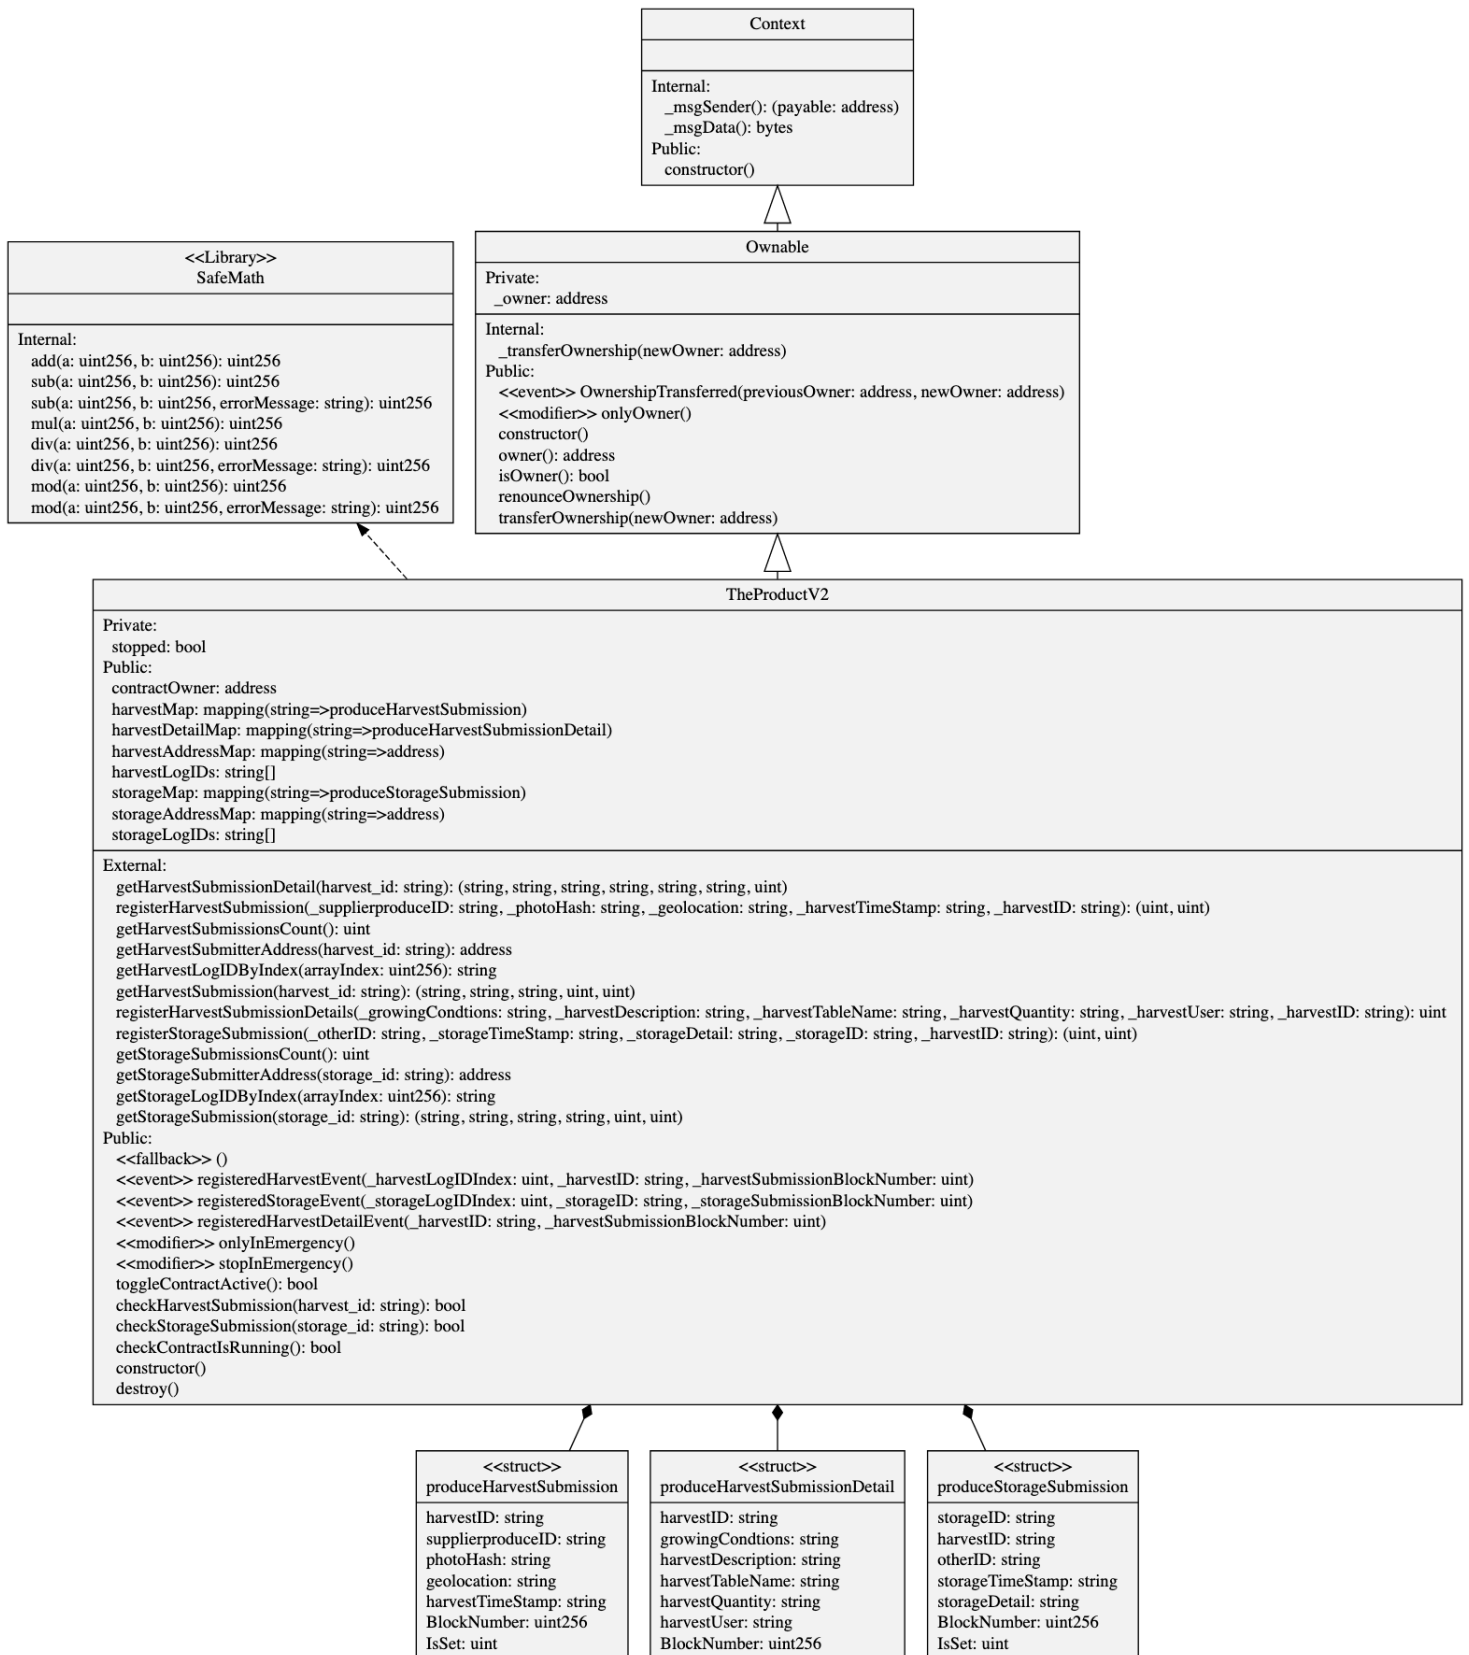 Context
Internal:
_msgSender(): (payable: address)
_msgData(): bytes
Public:
constructor()
<<Library>>
SafeMath
Internal:
add(a: uint256, b: uint256): uint256
sub(a: uint256, b: uint256): uint256
sub(a: uint256, b: uint256, errorMessage: string): uint256
mul(a: uint256, b: uint256): uint256
div(a: uint256, b: uint256): uint256
div(a: uint256, b: uint256, errorMessage: string): uint256
mod(a: uint256, b: uint256): uint256
mod(a: uint256, b: uint256, errorMessage: string): uint256
Ownable
Private:
_owner: address
Internal:
_transferOwnership(newOwner: address)
Public:
<<event>> OwnershipTransferred(previousOwner: address, newOwner: address)
<<modifier>> onlyOwner()
constructor()
owner(): address
isOwner(): bool
renounceOwnership()
transferOwnership(newOwner: address)
TheProductV2
Private:
stopped: bool
Public:
contractOwner: address
harvestMap: mapping(string=>produceHarvestSubmission)
harvestDetailMap: mapping(string=>produceHarvestSubmissionDetail)
harvestAddressMap: mapping(string=>address)
harvestLogIDs: string[]
storageMap: mapping(string=>produceStorageSubmission)
storageAddressMap: mapping(string=>address)
storageLogIDs: string[]
External:
getHarvestSubmissionDetail(harvest_id: string): (string, string, string, string, string, string, uint)
registerHarvestSubmission(_supplierproduceID: string, _photoHash: string, _geolocation: string, _harvestTimeStamp: string, _harvestID: string): (uint, uint)
getHarvestSubmissionsCount(): uint
getHarvestSubmitterAddress(harvest_id: string): address
getHarvestLogIDByIndex(arrayIndex: uint256): string
getHarvestSubmission(harvest_id: string): (string, string, string, uint, uint)
registerHarvestSubmissionDetails(_growingCondtions: string, _harvestDescription: string, _harvestTableName: string, _harvestQuantity: string, _harvestUser: string, _harvestID: string): uint
registerStorageSubmission(_otherID: string, _storageTimeStamp: string, _storageDetail: string, _storageID: string, _harvestID: string): (uint, uint)
getStorageSubmissionsCount(): uint
getStorageSubmitterAddress(storage_id: string): address
getStorageLogIDByIndex(arrayIndex: uint256): string
getStorageSubmission(storage_id: string): (string, string, string, string, uint, uint)
Public:
<<fallback>> ()
<<event>> registeredHarvestEvent(_harvestLogIDIndex: uint, _harvestID: string, _harvestSubmissionBlockNumber: uint)
<<event>> registeredStorageEvent(_storageLogIDIndex: uint, _storageID: string, _storageSubmissionBlockNumber: uint)
<<event>> registeredHarvestDetailEvent(_harvestID: string, _harvestSubmissionBlockNumber: uint)
<<modifier>> onlyInEmergency()
<<modifier>> stopInEmergency()
toggleContractActive(): bool
checkHarvestSubmission(harvest_id: string): bool
checkStorageSubmission(storage_id: string): bool
checkContractIsRunning(): bool
constructor()
destroy()
<<struct>>
produceHarvestSubmission
harvestID: string
supplierproduceID: string
photoHash: string
geolocation: string
harvestTimeStamp: string
BlockNumber: uint256
IsSet: uint
<<struct>>
produceHarvestSubmissionDetail
harvestID: string
growingCondtions: string
harvestDescription: string
harvestTableName: string
harvestQuantity: string
harvestUser: string
BlockNumber: uint256
<<struct>>
produceStorageSubmission
storageID: string
harvestID: string
otherID: string
storageTimeStamp: string
storageDetail: string
BlockNumber: uint256
IsSet: uint